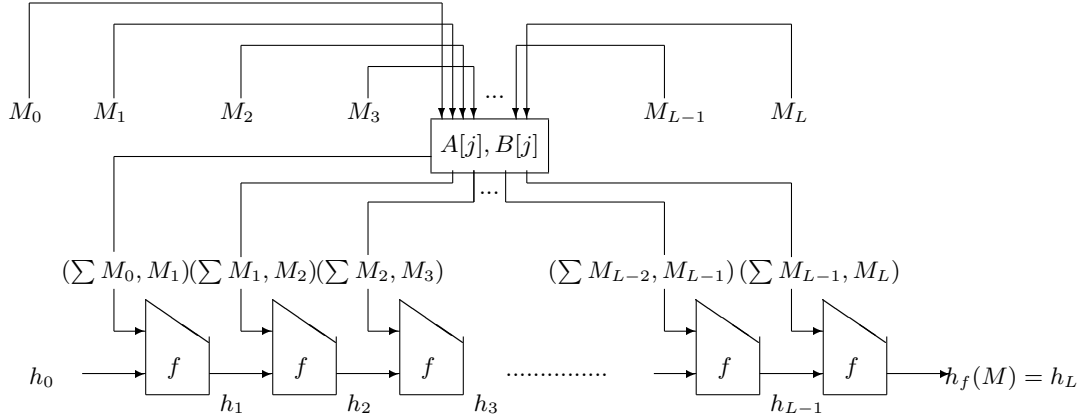 ...
M_0 M_1 M_2 M_3 M_{L-1} M_L
A[j], B[j]
...
(∑ M_0, M_1)(∑ M_1, M_2)(∑ M_2, M_3) (∑ M_{L-2}, M_{L-1}) (∑ M_{L-1}, M_L)
h_0 f f f ............... f f h_f(M) = h_L
h_1 h_2 h_3 h_{L-1}